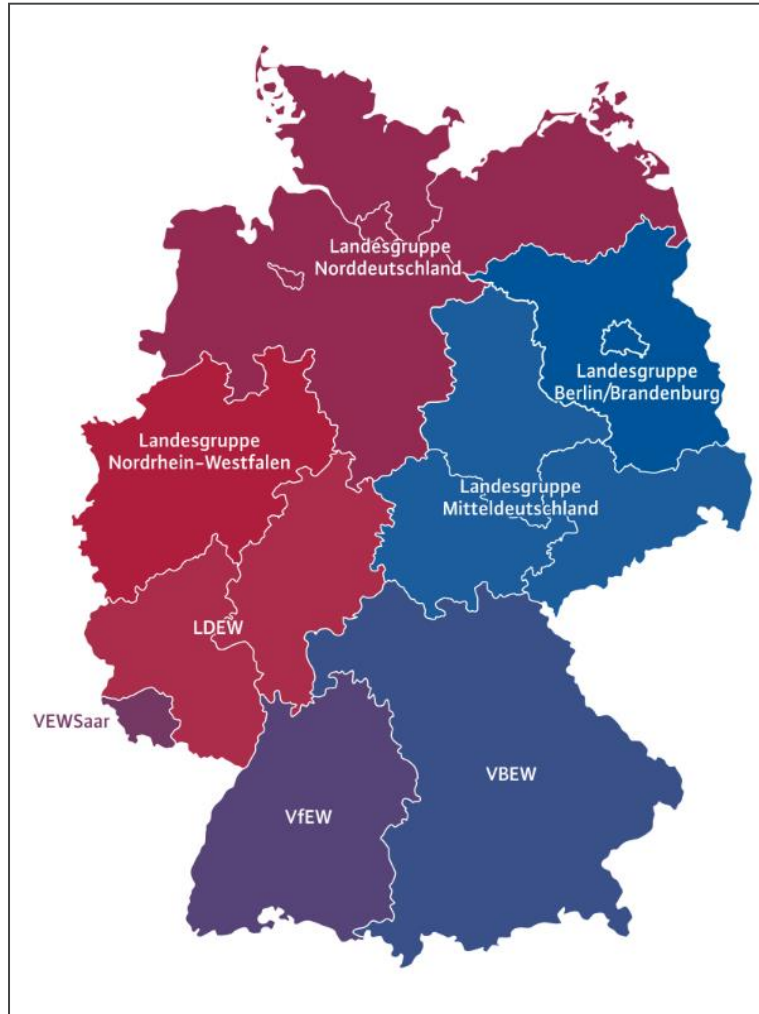 Landesgruppe
Norddeutschland
Landesgruppe
Berlin/Brandenburg
Landesgruppe
Nordrhein-Westfalen
Landesgruppe
Mitteldeutschland
LDEW
VEWSaar
VBEW
VfEW